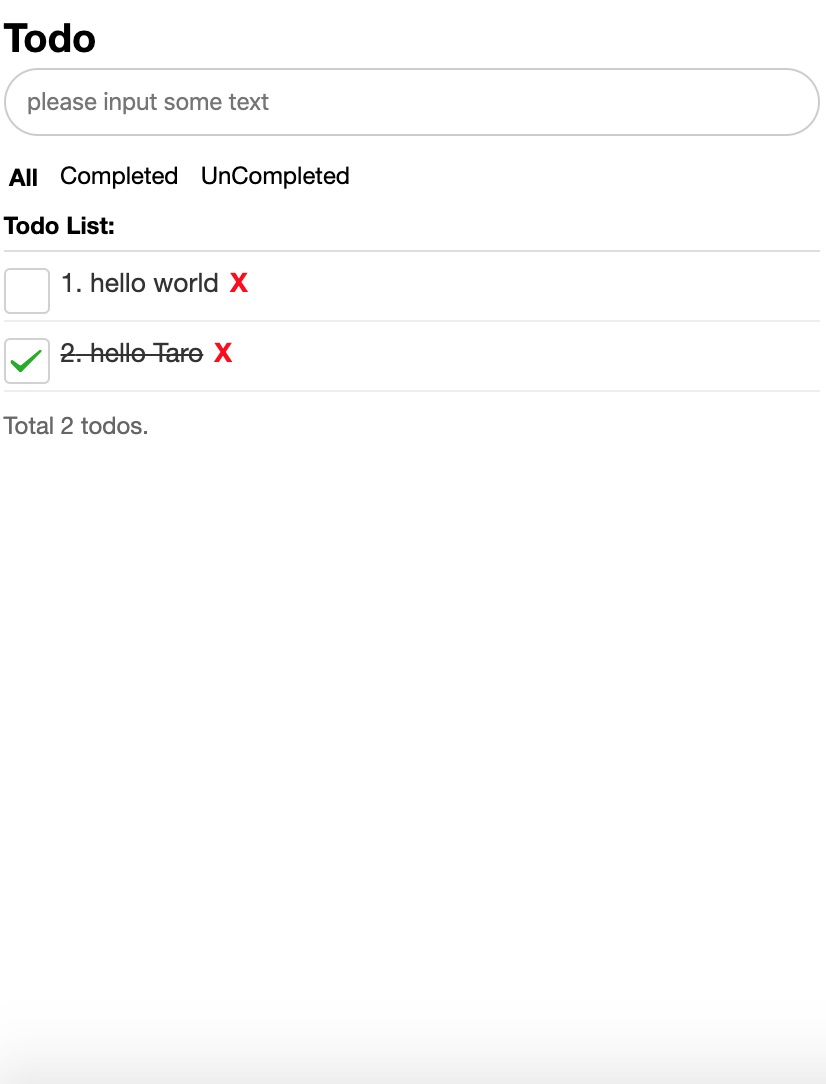 Todo
please input some text
All Completed UnCompleted
Todo List:
1. hello world X
2. hello Taro X
Total 2 todos.